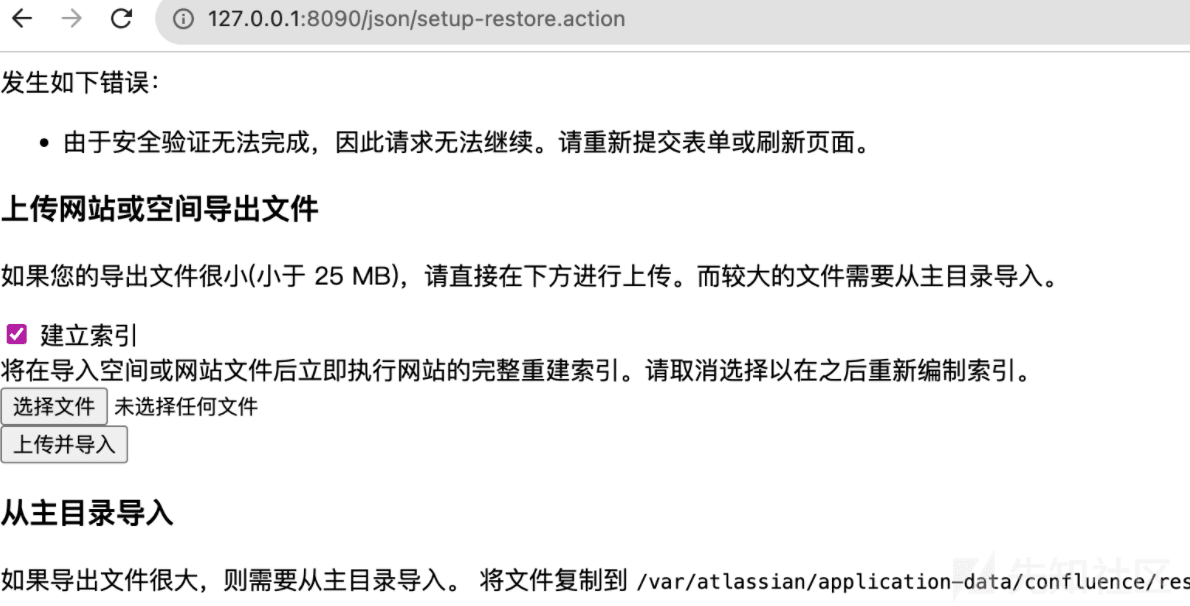 127.0.0.1:8090/json/setup-restore.action
发生如下错误：
由于安全验证无法完成，因此请求无法继续。请重新提交表单或刷新页面。
上传网站或空间导出文件
如果您的导出文件很小(小于 25 MB)，请直接在下方进行上传。而较大的文件需要从主目录导入。
建立索引
将在导入空间或网站文件后立即执行网站的完整重建索引。请取消选择以在之后重新编制索引。
选择文件 未选择任何文件
上传并导入
从主目录导入
如果导出文件很大，则需要从主目录导入。 将文件复制到 /var/atlassian/application-data/confluence/res
先知社区